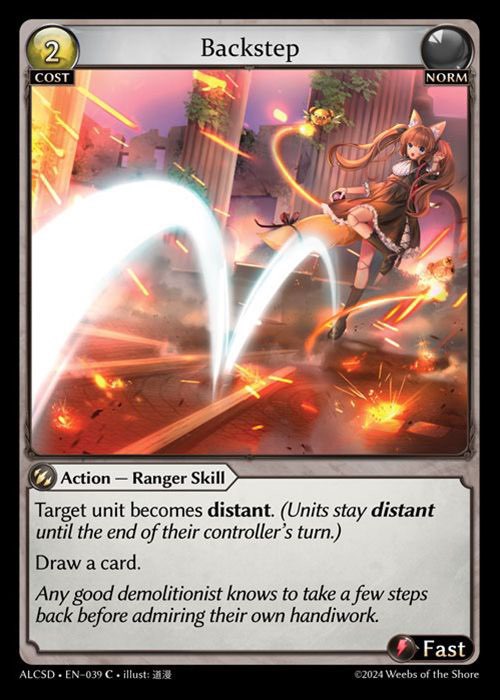 2
Backstep
COST
NORM
Action — Ranger Skill
Target unit becomes distant. (Units stay distant
until the end of their controller's turn.)
Draw a card.
Any good demolitionist knows to take a few steps
back before admiring their own handiwork.
Fast
ALCSD • EN-039 C • illust: 道漫
©2024 Weebs of the Shore